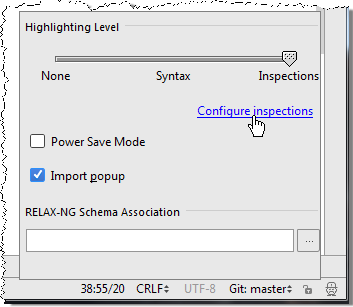 Highlighting Level
None Syntax Inspections
Configure inspections
Power Save Mode
Import popup
RELAX-NG Schema Association
...
38:55/20 CRLF UTF-8 Git: master